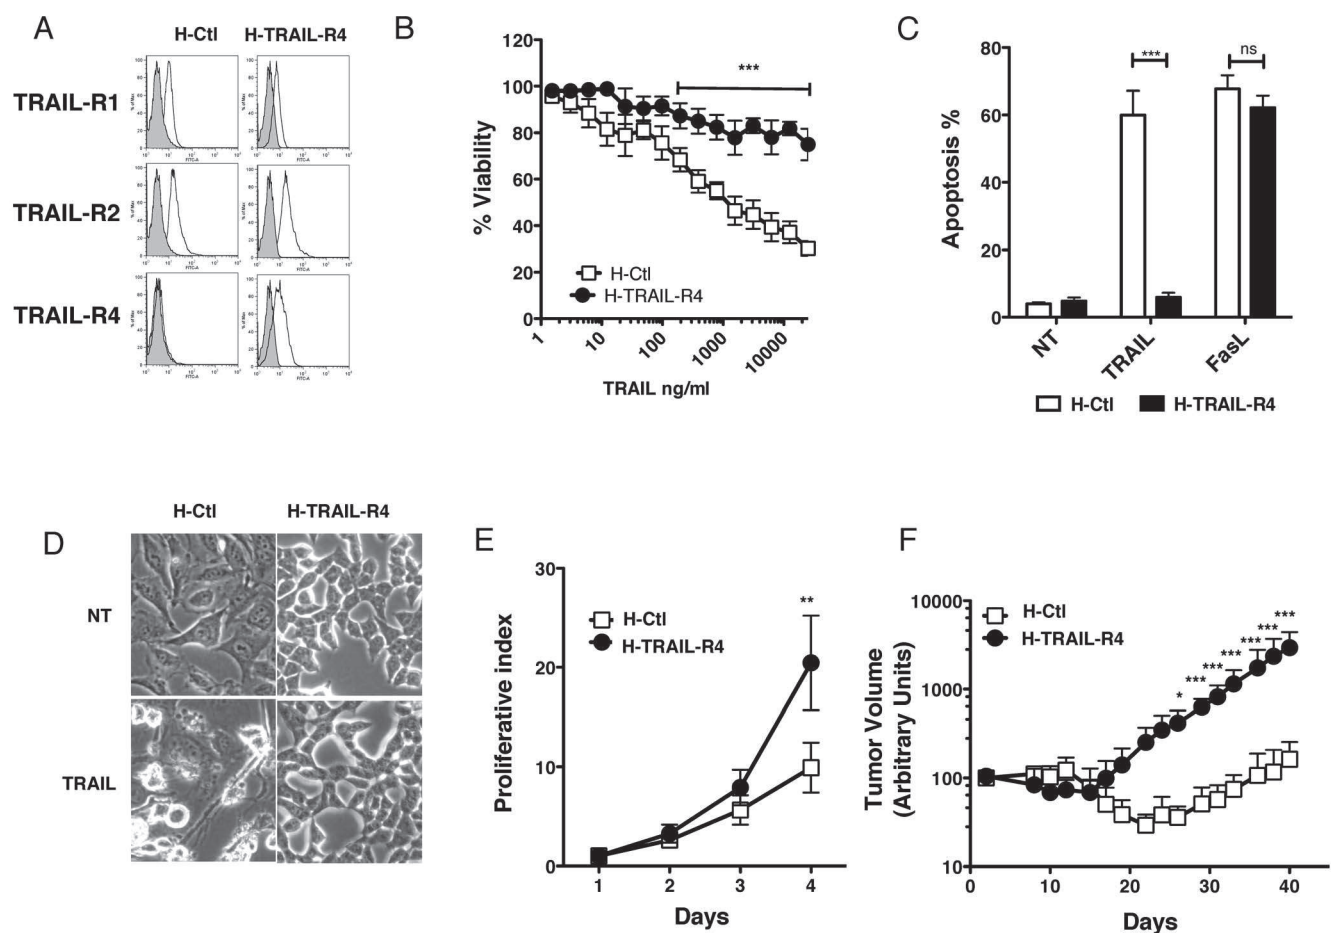 A
H-Ctl H-TRAIL-R4
TRAIL-R1
TRAIL-R2
TRAIL-R4
% of Max
FITC-A
B
120
100
80
60
40
20
0
% Viability
***
H-Ctl
H-TRAIL-R4
1 10 100 1000 10000
TRAIL ng/ml
C
80
60
40
20
0
Apoptosis %
*** ns
NT TRAIL FasL
H-Ctl H-TRAIL-R4
D
H-Ctl H-TRAIL-R4
NT
TRAIL
E
30
20
10
0
Proliferative index
H-Ctl
H-TRAIL-R4
**
1 2 3 4
Days
F
10000
1000
100
10
Tumor Volume
(Arbitrary Units)
H-Ctl
H-TRAIL-R4
* *** *** *** *** *** ***
0 10 20 30 40
Days